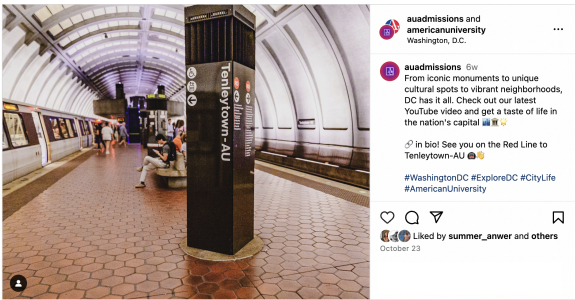 auadmissions and
americanuniversity
Washington, D.C.
Tenleytown-AU
auadmissions 6w
From iconic monuments to unique
cultural spots to vibrant neighborhoods,
DC has it all. Check out our latest
YouTube video and get a taste of life in
the nation's capital 🏙️🏛️🌟
🔗 in bio! See you on the Red Line to
Tenleytown-AU 🚇👋
#WashingtonDC #ExploreDC #CityLife
#AmericanUniversity
Liked by summer_anwer and others
October 23